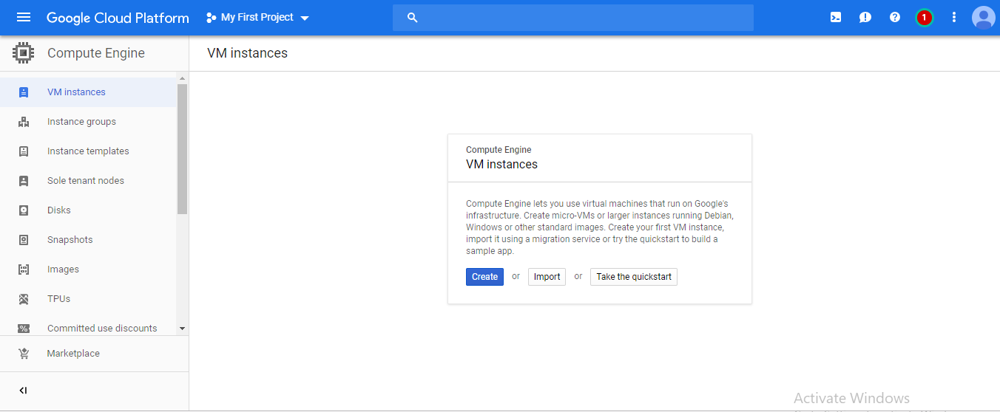 Google Cloud Platform
My First Project
1
Compute Engine
VM instances
VM instances
Instance groups
Instance templates
Sole tenant nodes
Disks
Snapshots
Images
TPUs
Committed use discounts
Marketplace
Compute Engine
VM instances
Compute Engine lets you use virtual machines that run on Google's
infrastructure. Create micro-VMs or larger instances running Debian,
Windows or other standard images. Create your first VM instance,
import it using a migration service or try the quickstart to build a
sample app.
Create or Import or Take the quickstart
Activate Windows